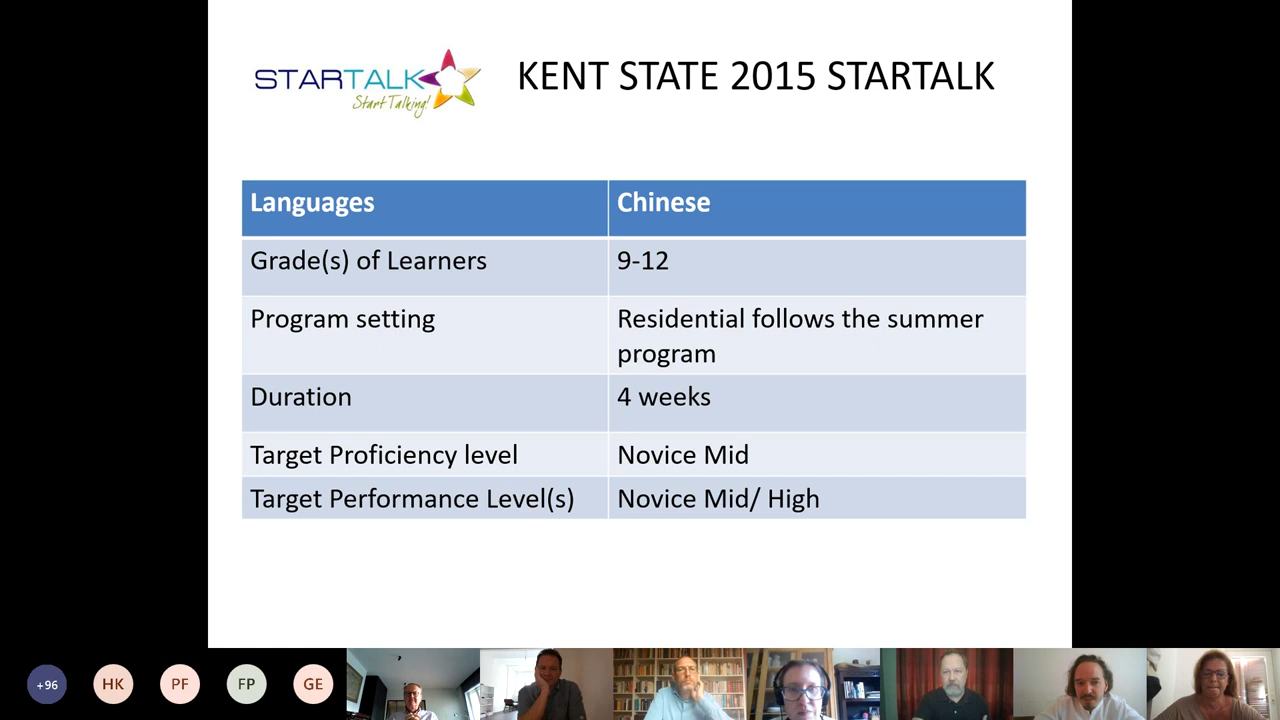 STARTALK
Start Talking!
KENT STATE 2015 STARTALK
Languages
Chinese
Grade(s) of Learners
9-12
Program setting
Residential follows the summer
program
Duration
4 weeks
Target Proficiency level
Novice Mid
Target Performance Level(s)
Novice Mid/ High
+96
HK
PF
FP
GE